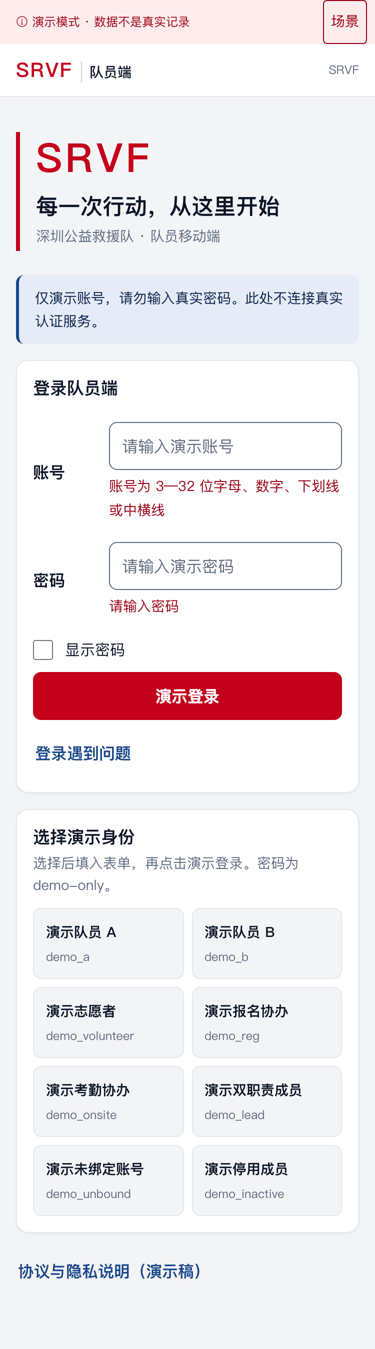 ⓘ 演示模式 · 数据不是真实记录
场景
SRVF 队员端
SRVF
SRVF
每一次行动，从这里开始
深圳公益救援队 · 队员移动端
仅演示账号，请勿输入真实密码。此处不连接真实
认证服务。
登录队员端
账号
请输入演示账号
账号为 3—32 位字母、数字、下划线
或中横线
密码
请输入演示密码
请输入密码
显示密码
演示登录
登录遇到问题
选择演示身份
选择后填入表单，再点击演示登录。密码为
demo-only。
演示队员 A
demo_a
演示队员 B
demo_b
演示志愿者
demo_volunteer
演示报名协办
demo_reg
演示考勤协办
demo_onsite
演示双职责成员
demo_lead
演示未绑定账号
demo_unbound
演示停用成员
demo_inactive
协议与隐私说明（演示稿）